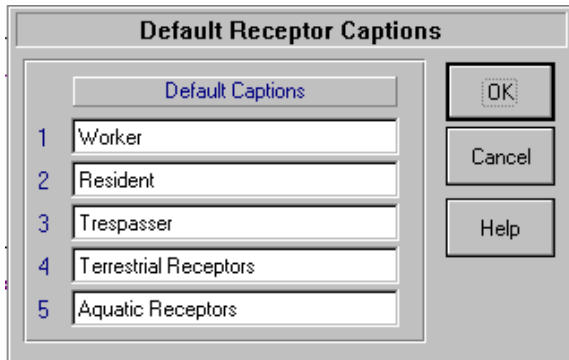 Default Receptor Captions
Default Captions
1 Worker
2 Resident
3 Trespasser
4 Terrestrial Receptors
5 Aquatic Receptors
OK
Cancel
Help